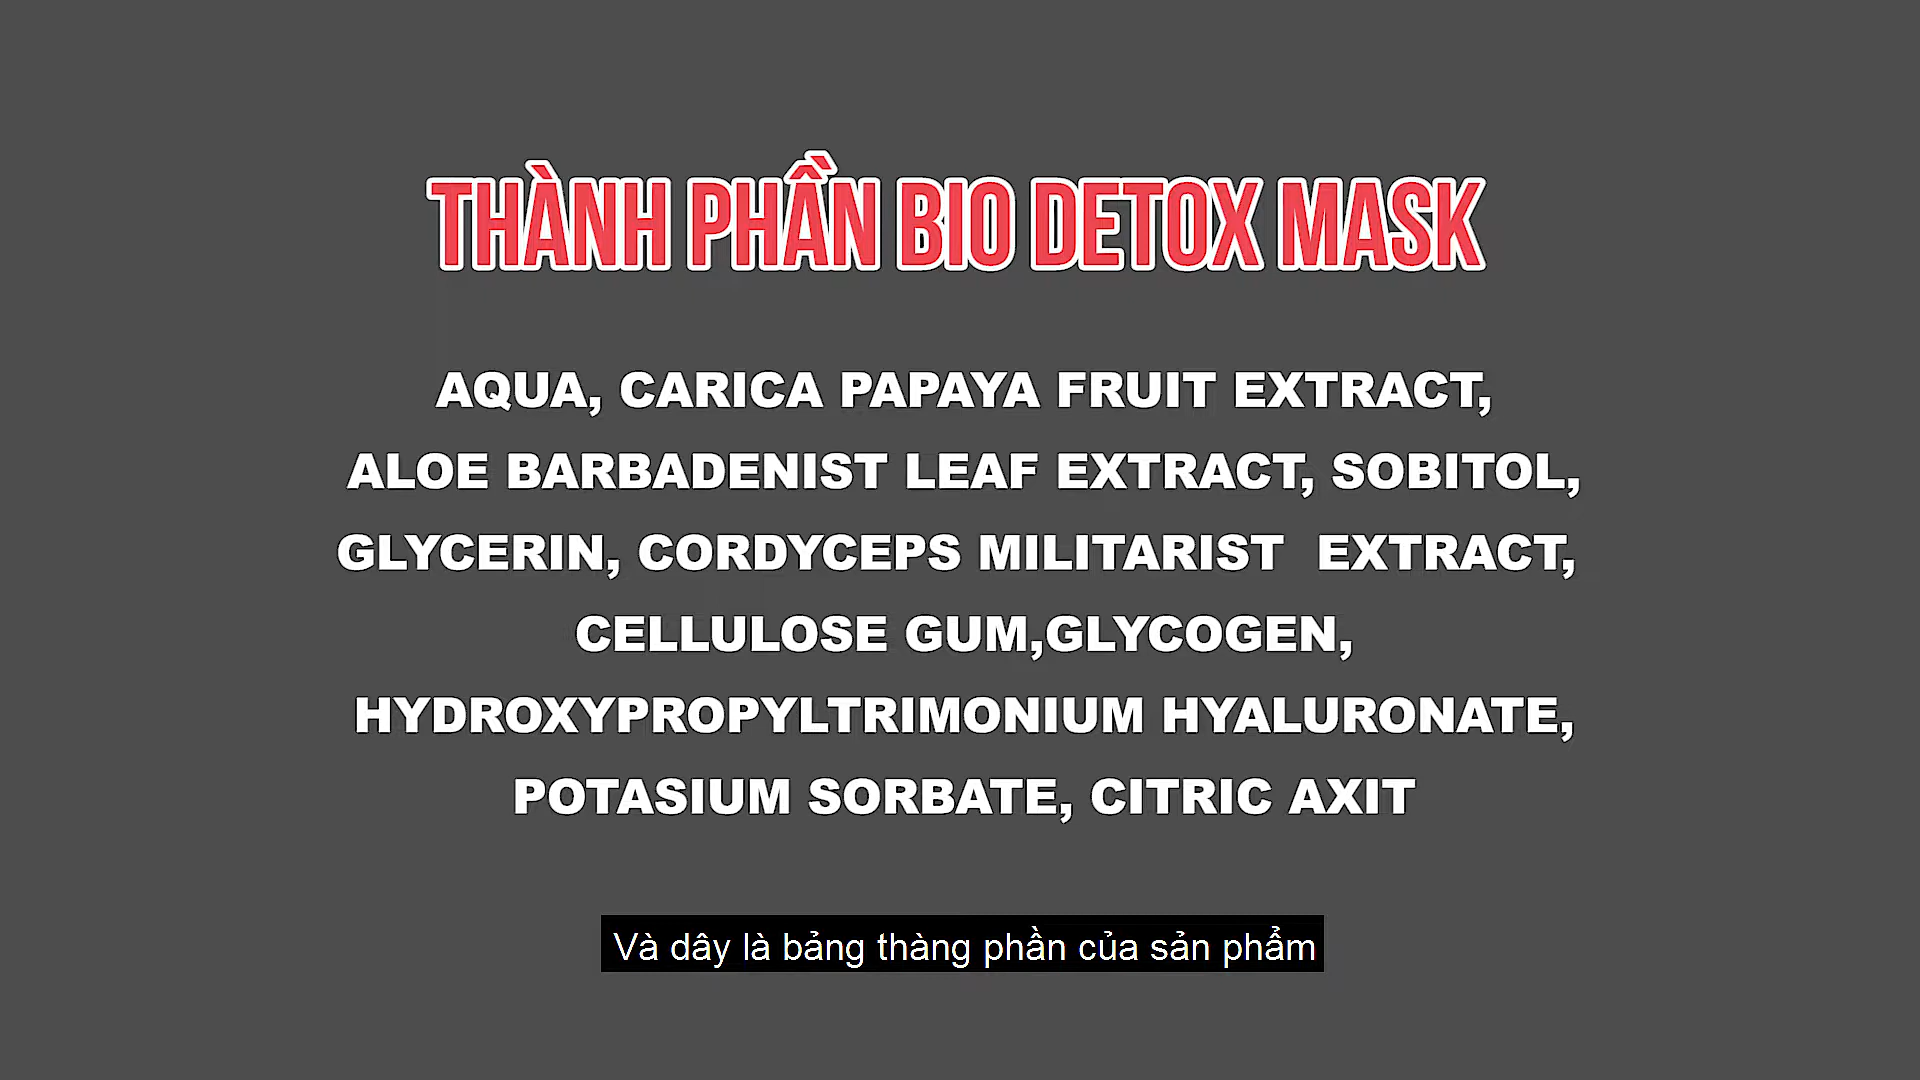 THÀNH PHẦN BIO DETOX MASK
AQUA, CARICA PAPAYA FRUIT EXTRACT,
ALOE BARBADENIST LEAF EXTRACT, SOBITOL,
GLYCERIN, CORDYCEPS MILITARIST EXTRACT,
CELLULOSE GUM,GLYCOGEN,
HYDROXYPROPYLTRIMONIUM HYALURONATE,
POTASIUM SORBATE, CITRIC AXIT
Và dây là bảng thàng phần của sản phẩm